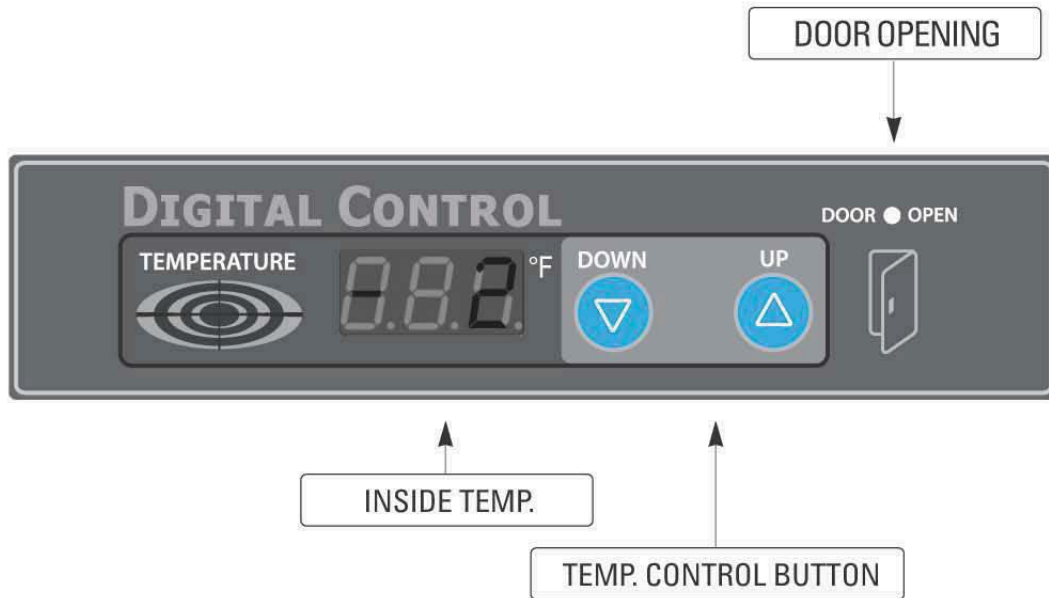 DOOR OPENING
DIGITAL CONTROL
DOOR OPEN
TEMPERATURE
-2 °F
DOWN
UP
INSIDE TEMP.
TEMP. CONTROL BUTTON